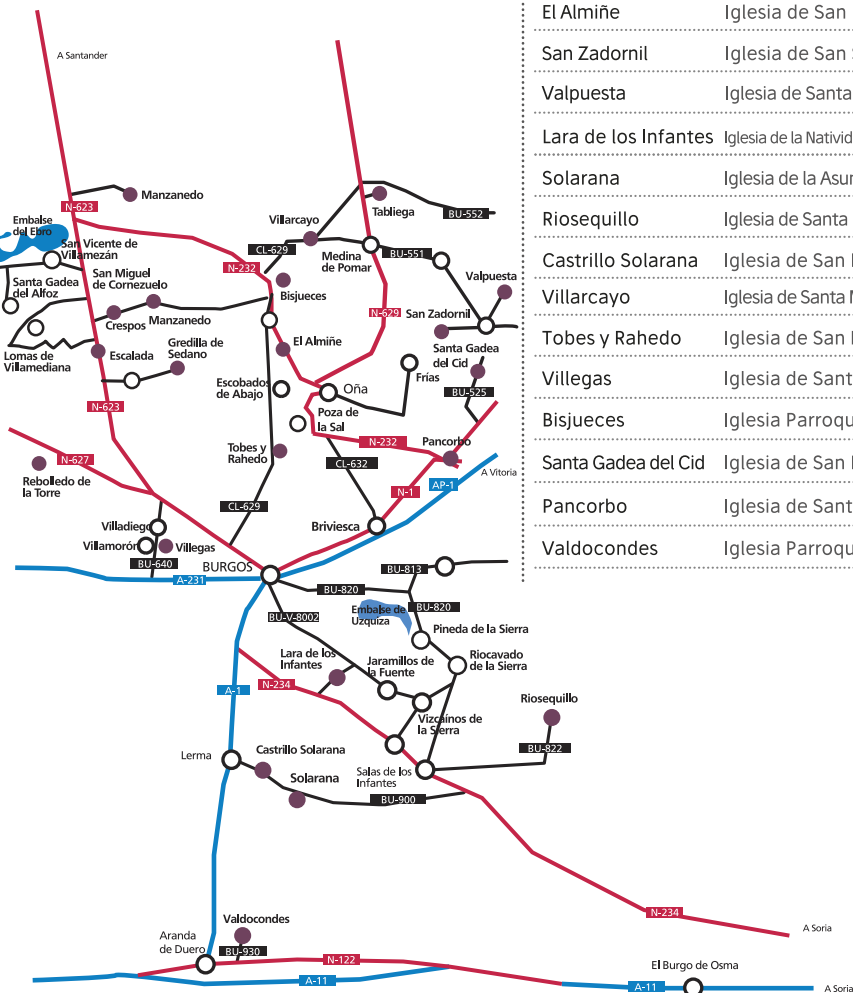 El Almiñe Iglesia de San
San Zadornil Iglesia de San
Valpuesta Iglesia de Santa
Lara de los Infantes Iglesia de la Nativid
Solarana Iglesia de la Asu
Riosequillo Iglesia de Santa
Castrillo Solarana Iglesia de San
Villarcayo Iglesia de Santa
Tobes y Rahedo Iglesia de San
Villegas Iglesia de Sant
Bisjueces Iglesia Parroqu
Santa Gadea del Cid Iglesia de San
Pancorbo Iglesia de Sant
Valdocondes Iglesia Parroqu
A Santander
Manzanedo
N-623
Tabliega
BU-552
Villarcayo
Embalse
del Ebro
San Vicente de
Villamezán
CL-629
Medina
de Pomar
BU-551
N-232
Santa Gadea
del Alfoz
San Miguel
de Cornezuelo
Valpuesta
Bisjueces
Crespos
Manzanedo
N-629
San Zadornil
Lomas de
Villamediana
Escalada
Gredilla de
Sedano
El Almiñe
Santa Gadea
del Cid
Frías
Escobados
de Abajo
Oña
BU-525
N-623
Poza de
la Sal
N-232
Pancorbo
N-627
Tobes y
Rahedo
CL-632
A Vitoria
Rebolledo de
la Torre
N-1
AP-1
CL-629
Villadiego
Briviesca
Villamorón
Villegas
BU-640
BURGOS
A-231
BU-813
BU-820
Embalse de
Uzquiza
BU-820
BU-V-8002
Pineda de la Sierra
Lara de los
Infantes
Jaramillos de
la Fuente
Riocavado
de la Sierra
A-1
N-234
Vizcaínos de
la Sierra
Riosequillo
BU-822
Lerma
Castrillo Solarana
Solarana
Salas de los
Infantes
BU-900
N-234
A Soria
Valdocondes
Aranda
de Duero
BU-930
N-122
A-11
El Burgo de Osma
A-11
A Soria